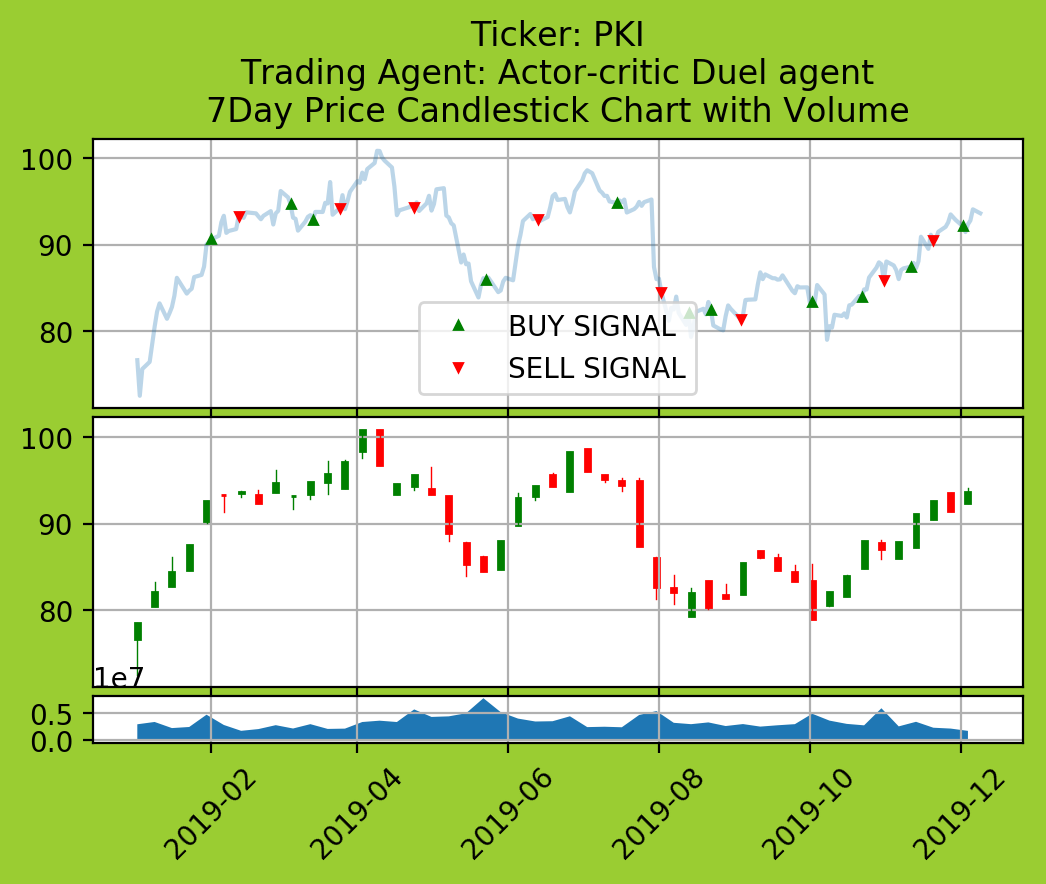 Ticker: PKI
Trading Agent: Actor-critic Duel agent
7Day Price Candlestick Chart with Volume
100
90
80
BUY SIGNAL
SELL SIGNAL
100
90
80
1e7
0.5
0.0
2019-02
2019-04
2019-06
2019-08
2019-10
2019-12